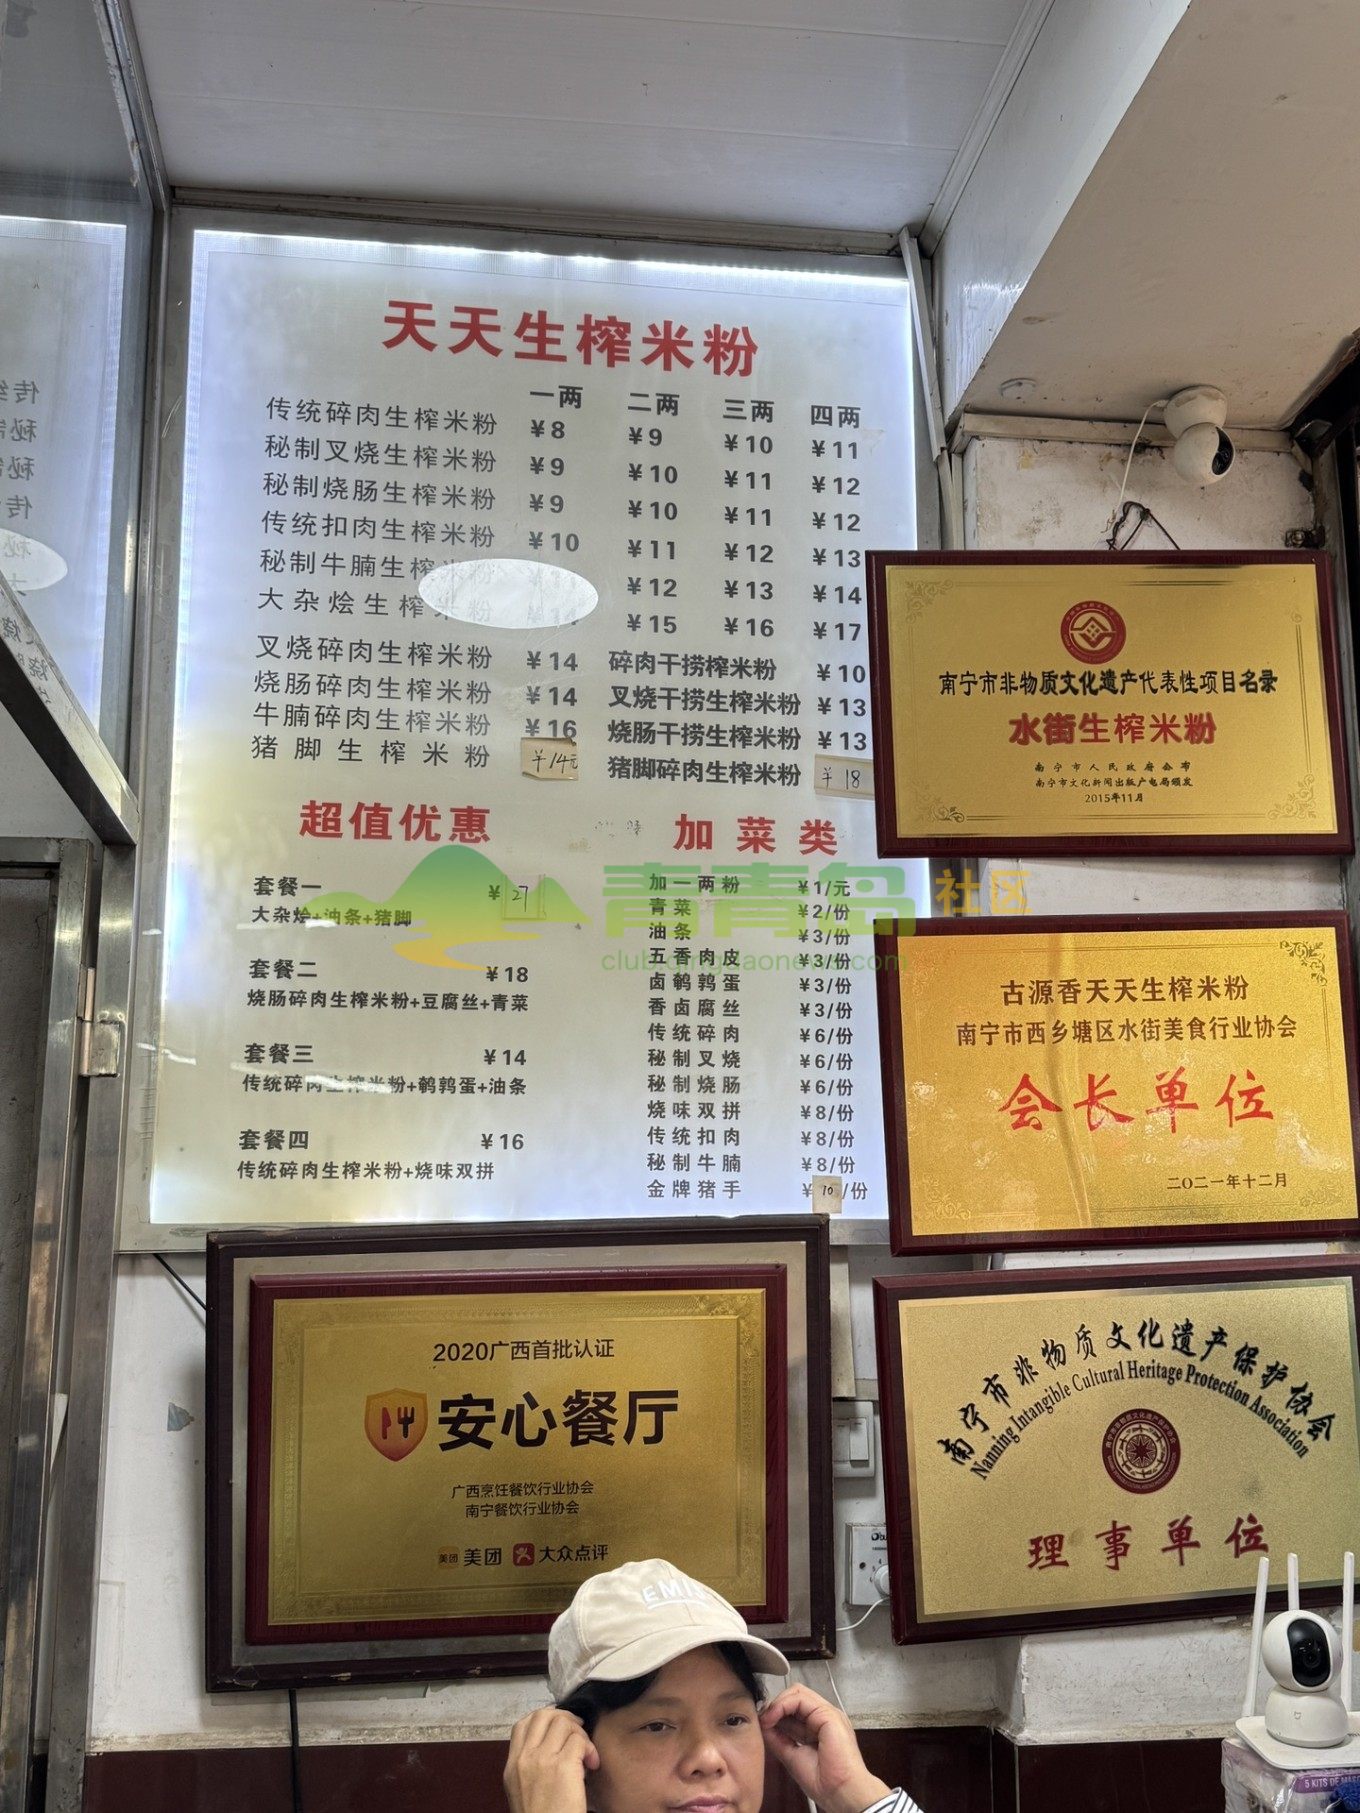 天天生榨米粉
一两 二两 三两 四两
传统碎肉生榨米粉 ¥8 ¥9 ¥10 ¥11
秘制叉烧生榨米粉 ¥9 ¥10 ¥11 ¥12
秘制烧肠生榨米粉 ¥9 ¥10 ¥11 ¥12
传统扣肉生榨米粉 ¥10 ¥11 ¥12 ¥13
秘制牛腩生榨米粉 ¥12 ¥13 ¥14
大杂烩生榨米粉 ¥15 ¥16 ¥17
叉烧碎肉生榨米粉 ¥14 碎肉干捞榨米粉 ¥10
烧肠碎肉生榨米粉 ¥14 叉烧干捞生榨米粉 ¥13
牛腩碎肉生榨米粉 ¥16 烧肠干捞生榨米粉 ¥13
猪脚生榨米粉 ¥14元 猪脚碎肉生榨米粉 ¥18
超值优惠
套餐一 ¥27
大杂烩+油条+猪脚
套餐二 ¥18
烧肠碎肉生榨米粉+豆腐丝+青菜
套餐三 ¥14
传统碎肉生榨米粉+鹌鹑蛋+油条
套餐四 ¥16
传统碎肉生榨米粉+烧味双拼
加菜类
加一两粉 ¥1/元
青菜 ¥2/份
油条 ¥3/份
五香肉皮 ¥3/份
卤鹌鹑蛋 ¥3/份
香卤腐丝 ¥3/份
传统碎肉 ¥6/份
秘制叉烧 ¥6/份
秘制烧肠 ¥6/份
烧味双拼 ¥8/份
传统扣肉 ¥8/份
秘制牛腩 ¥8/份
金牌猪手 ¥10/份
青青岛社区
club.qingdaonews.com
南宁市非物质文化遗产代表性项目名录
水街生榨米粉
南宁市人民政府公布
南宁市文化新闻出版广电局颁发
2015年11月
古源香天天生榨米粉
南宁市西乡塘区水街美食行业协会
会长单位
二〇二一年十二月
2020广西首批认证
安心餐厅
广西烹饪餐饮行业协会
南宁餐饮行业协会
美团 美团 大众点评
南宁市非物质文化遗产保护协会
Nanning Intangible Cultural Heritage Protection Association
理事单位